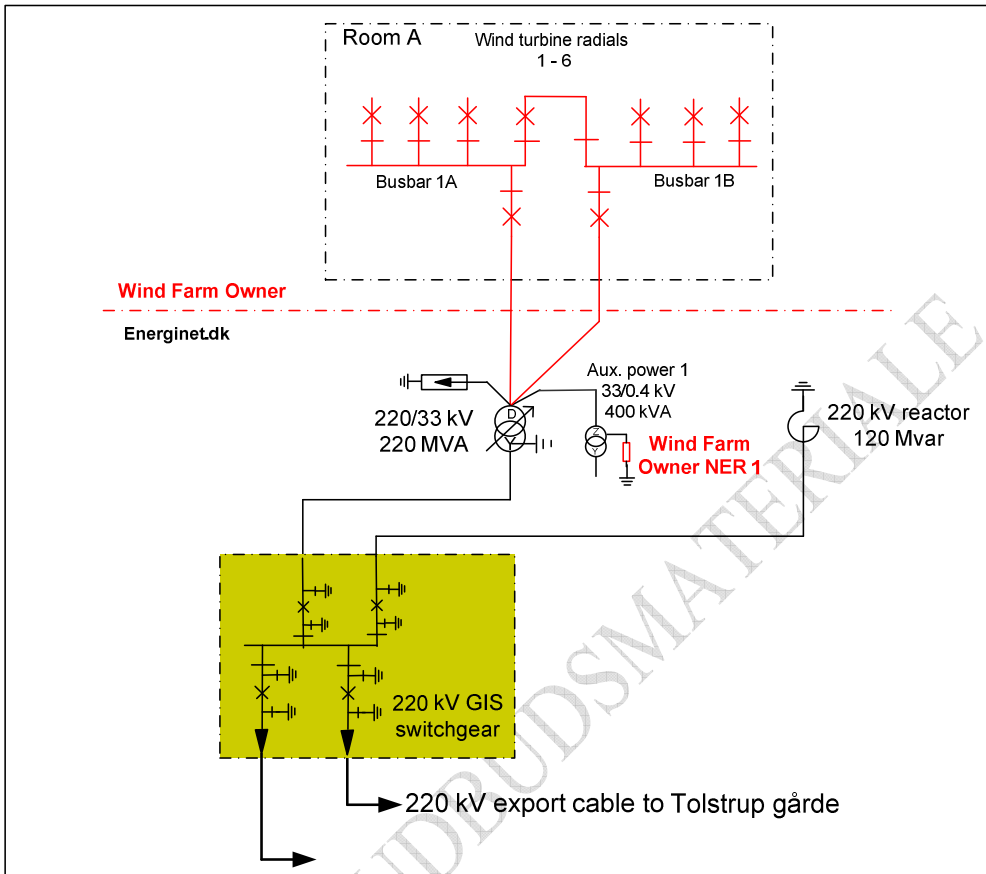 Room A
Wind turbine radials
1 - 6
Busbar 1A
Busbar 1B
Wind Farm Owner
Energinet.dk
Aux. power 1
33/0.4 kV
400 kVA
220/33 kV
220 MVA
D
Y
Z
Y
Wind Farm
Owner NER 1
220 kV reactor
120 Mvar
220 kV GIS
switchgear
220 kV export cable to Tolstrup gårde
UDBUDSMATERIALE